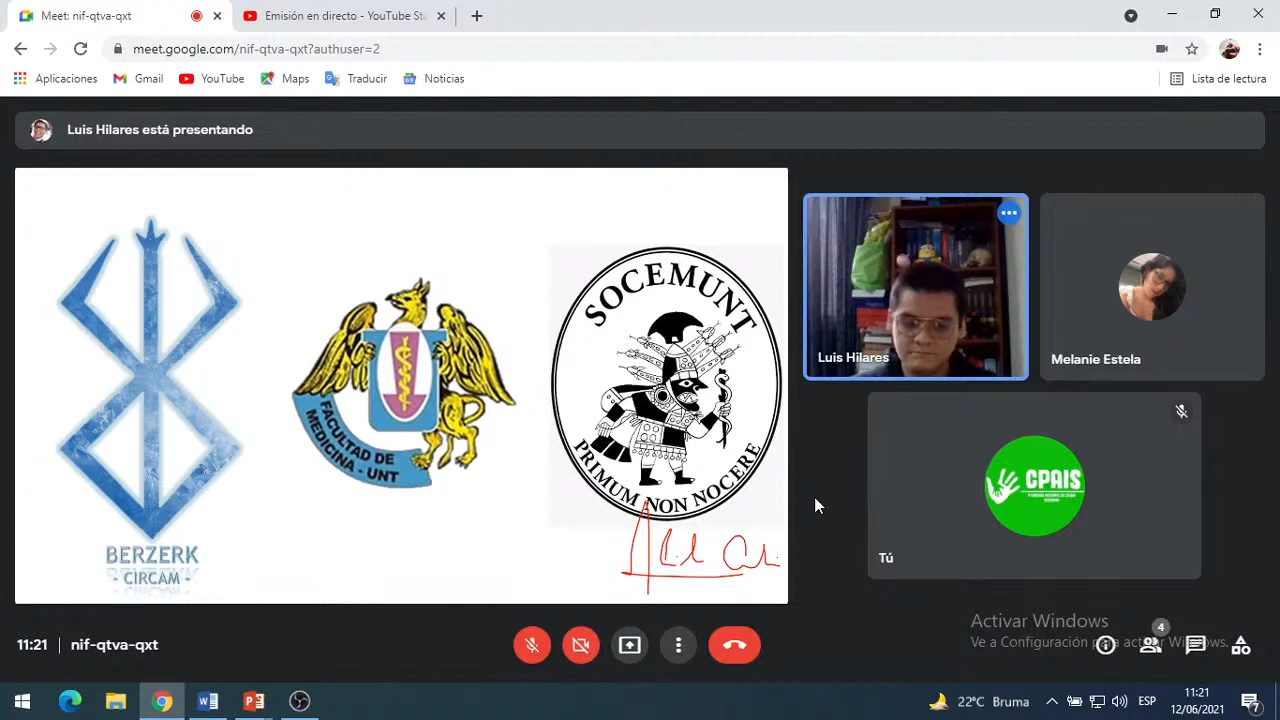 Meet: nif-qtva-qxt
Emisión en directo - YouTube Stu
meet.google.com/nif-qtva-qxt?authuser=2
Aplicaciones
Gmail
YouTube
Maps
Traducir
Noticias
Lista de lectura
Luis Hilares está presentando
BERZERK
- CIRCAM -
FACULTAD DE
MEDICINA - UNT
SOCEMUNT
PRIMUM NON NOCERE
Luis Hilares
Melanie Estela
CPAIS
Tú
Activar Windows
Ve a Configuración para activar Windows.
11:21
nif-qtva-qxt
4
22°C Bruma
ESP
11:21
12/06/2021
7